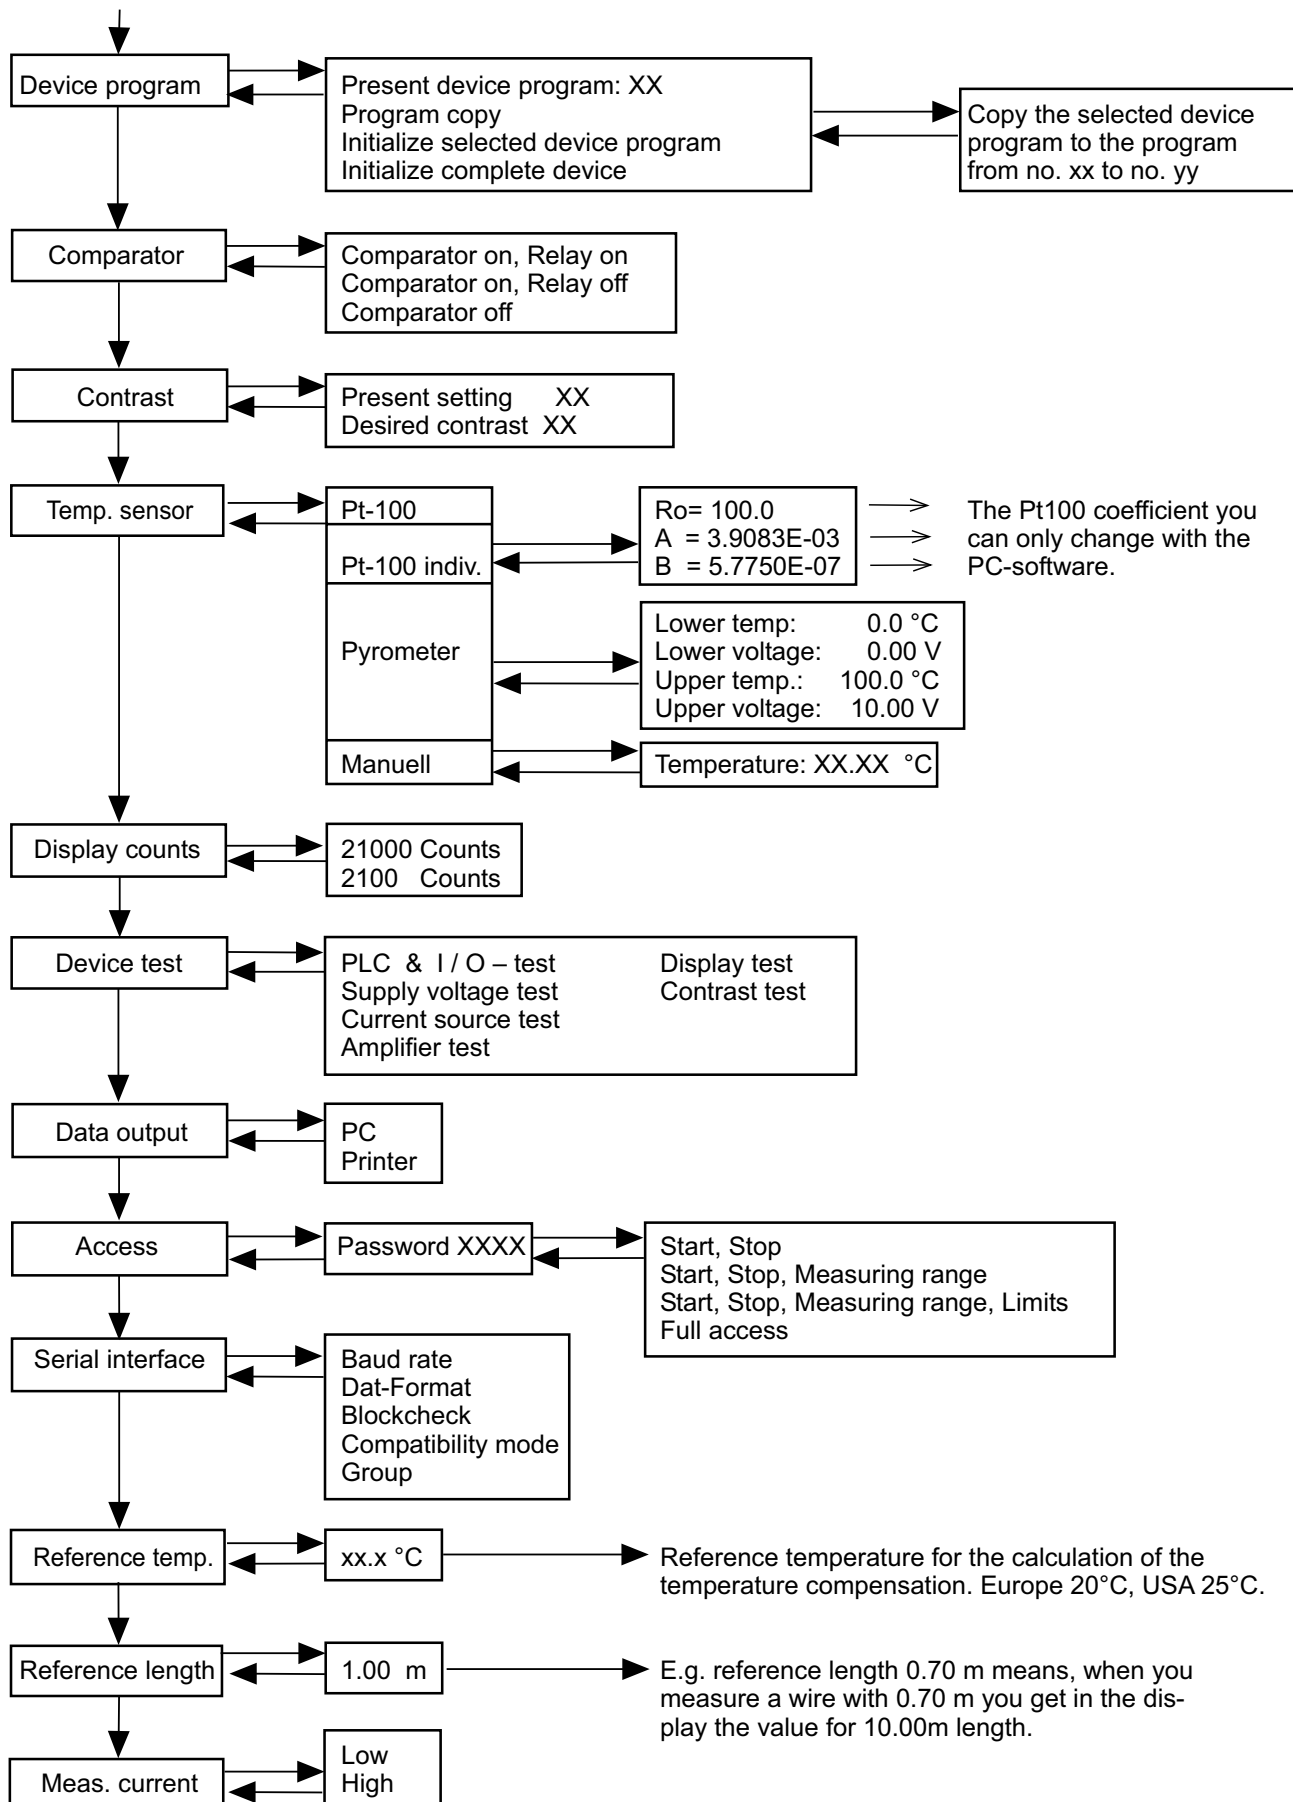 Device program
Present device program: XX
Program copy
Initialize selected device program
Initialize complete device
Copy the selected device
program to the program
from no. xx to no. yy
Comparator
Comparator on, Relay on
Comparator on, Relay off
Comparator off
Contrast
Present setting XX
Desired contrast XX
Temp. sensor
Pt-100
Pt-100 indiv.
Pyrometer
Manuell
Ro= 100.0
A = 3.9083E-03
B = 5.7750E-07
The Pt100 coefficient you
can only change with the
PC-software.
Lower temp: 0.0 °C
Lower voltage: 0.00 V
Upper temp.: 100.0 °C
Upper voltage: 10.00 V
Temperature: XX.XX °C
Display counts
21000 Counts
2100 Counts
Device test
PLC & I / O – test
Supply voltage test
Current source test
Amplifier test
Display test
Contrast test
Data output
PC
Printer
Access
Password XXXX
Start, Stop
Start, Stop, Measuring range
Start, Stop, Measuring range, Limits
Full access
Serial interface
Baud rate
Dat-Format
Blockcheck
Compatibility mode
Group
Reference temp.
xx.x °C
Reference temperature for the calculation of the
temperature compensation. Europe 20°C, USA 25°C.
Reference length
1.00 m
E.g. reference length 0.70 m means, when you
measure a wire with 0.70 m you get in the dis-
play the value for 10.00m length.
Meas. current
Low
High